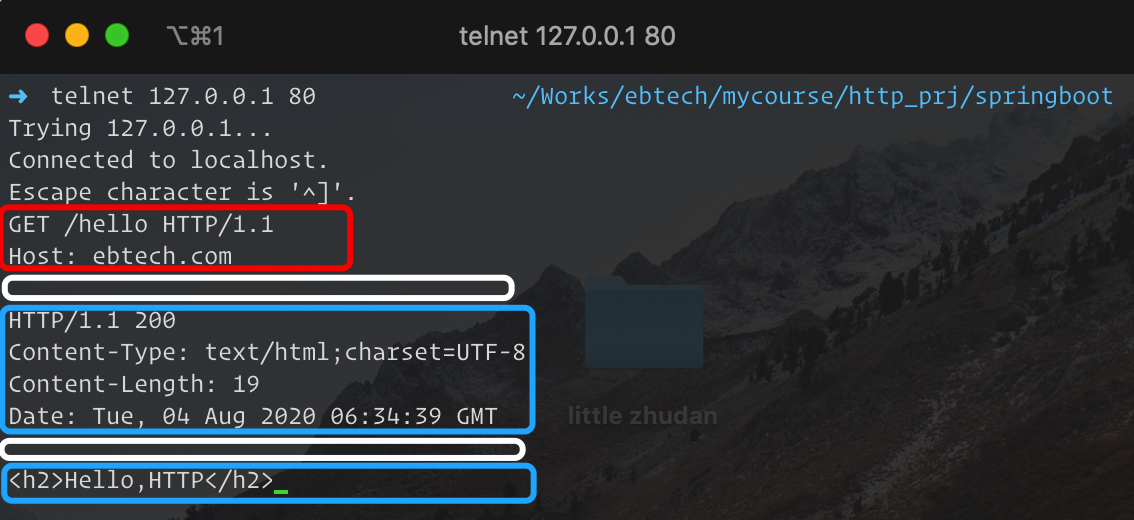 ⌥⌘1 telnet 127.0.0.1 80
➜ telnet 127.0.0.1 80 ~/Works/ebtech/mycourse/http_prj/springboot
Trying 127.0.0.1...
Connected to localhost.
Escape character is '^]'.
GET /hello HTTP/1.1
Host: ebtech.com
HTTP/1.1 200
Content-Type: text/html;charset=UTF-8
Content-Length: 19
Date: Tue, 04 Aug 2020 06:34:39 GMT
little zhudan
<h2>Hello,HTTP</h2>